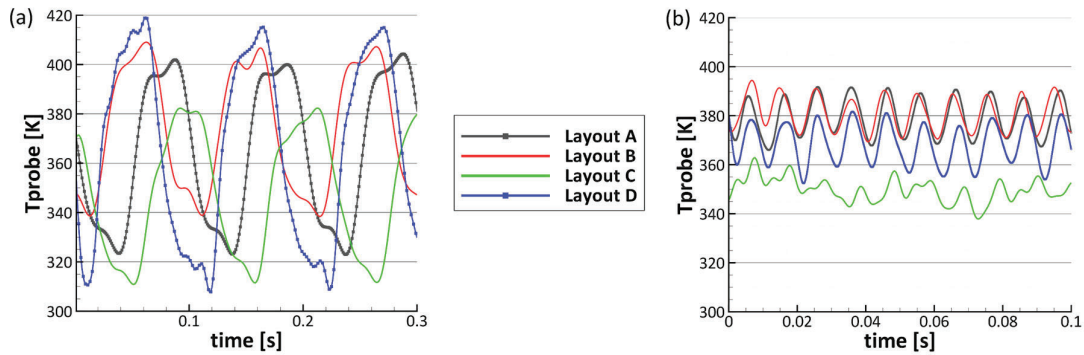 (a)
Tprobe [K]
420
400
380
360
340
320
300
0.1
0.2
0.3
time [s]
Layout A
Layout B
Layout C
Layout D
(b)
Tprobe [K]
420
400
380
360
340
320
300
0
0.02
0.04
0.06
0.08
0.1
time [s]